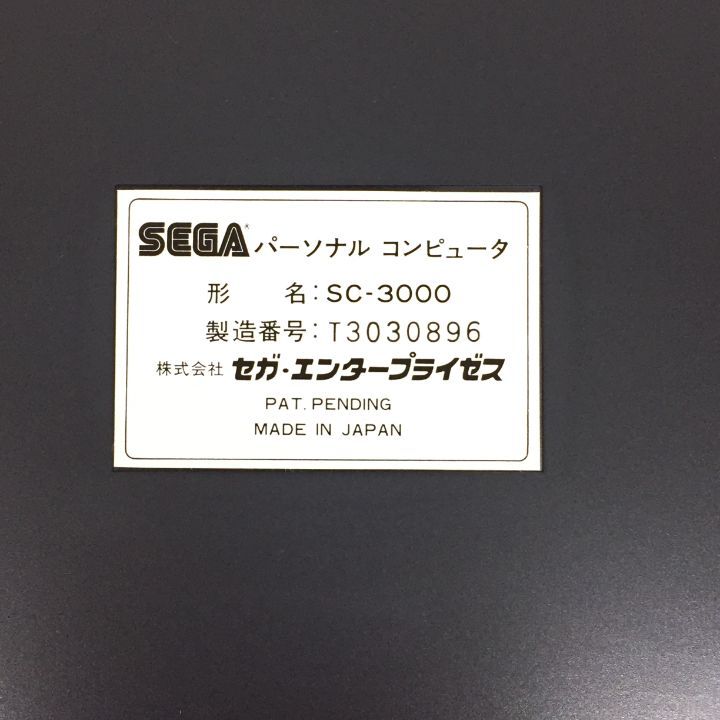 SEGA® パーソナル コンピュータ
形 名:SC-3000
製造番号:T3030896
株式会社 セガ・エンタープライゼス
PAT. PENDING
MADE IN JAPAN